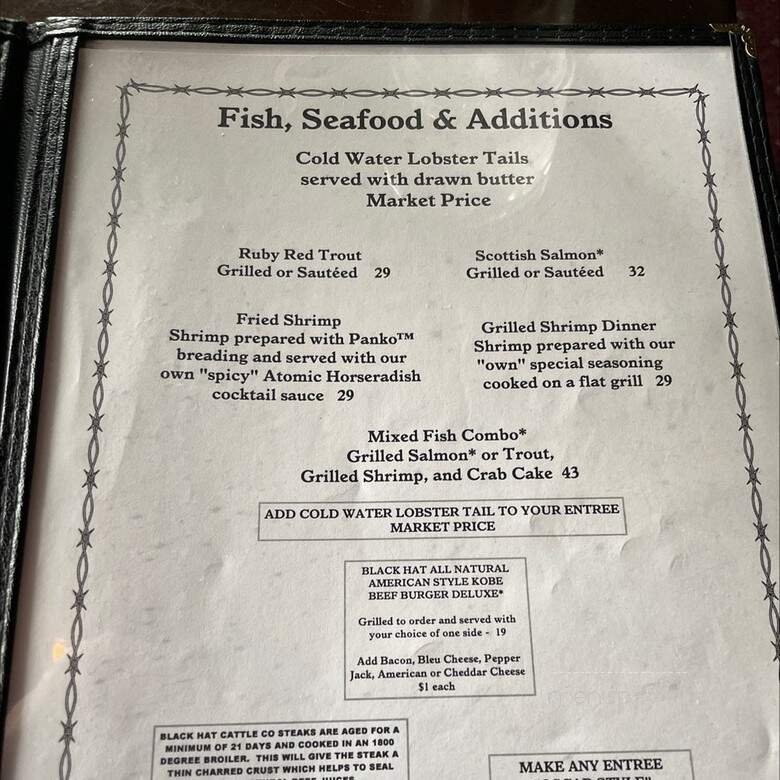 Fish, Seafood & Additions
Cold Water Lobster Tails
served with drawn butter
Market Price
Ruby Red Trout
Grilled or Sautéed 29
Scottish Salmon*
Grilled or Sautéed 32
Fried Shrimp
Shrimp prepared with Panko™
breading and served with our
own "spicy" Atomic Horseradish
cocktail sauce 29
Grilled Shrimp Dinner
Shrimp prepared with our
"own" special seasoning
cooked on a flat grill 29
Mixed Fish Combo*
Grilled Salmon* or Trout,
Grilled Shrimp, and Crab Cake 43
ADD COLD WATER LOBSTER TAIL TO YOUR ENTREE
MARKET PRICE
BLACK HAT ALL NATURAL
AMERICAN STYLE KOBE
BEEF BURGER DELUXE*
Grilled to order and served with
your choice of one side - 19
Add Bacon, Bleu Cheese, Pepper
Jack, American or Cheddar Cheese
$1 each
BLACK HAT CATTLE CO STEAKS ARE AGED FOR A
MINIMUM OF 21 DAYS AND COOKED IN AN 1800
DEGREE BROILER. THIS WILL GIVE THE STEAK A
THIN CHARRED CRUST WHICH HELPS TO SEAL
MAKE ANY ENTREE